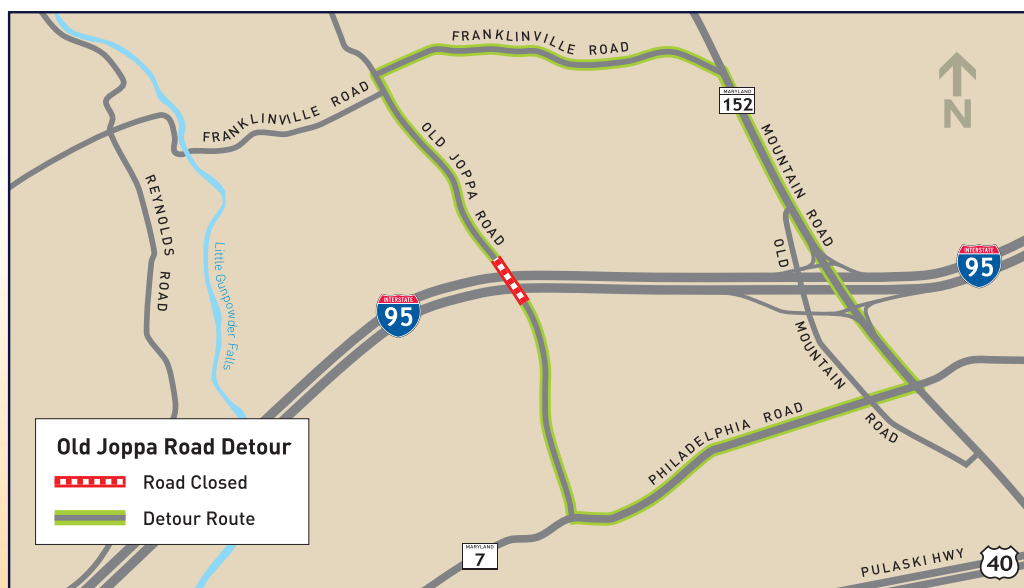 FRANKLINVILLE ROAD
MARYLAND
152
FRANKLINVILLE ROAD
OLD JOPPA ROAD
MOUNTAIN ROAD
N
REYNOLDS ROAD
Little Gunpowder Falls
OLD
MOUNTAIN
ROAD
INTERSTATE
95
INTERSTATE
95
PHILADELPHIA ROAD
Old Joppa Road Detour
Road Closed
Detour Route
MARYLAND
7
PULASKI HWY
40